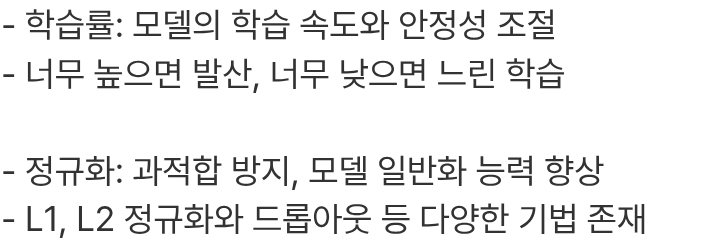 - 학습률: 모델의 학습 속도와 안정성 조절
- 너무 높으면 발산, 너무 낮으면 느린 학습
- 정규화: 과적합 방지, 모델 일반화 능력 향상
- L1, L2 정규화와 드롭아웃 등 다양한 기법 존재